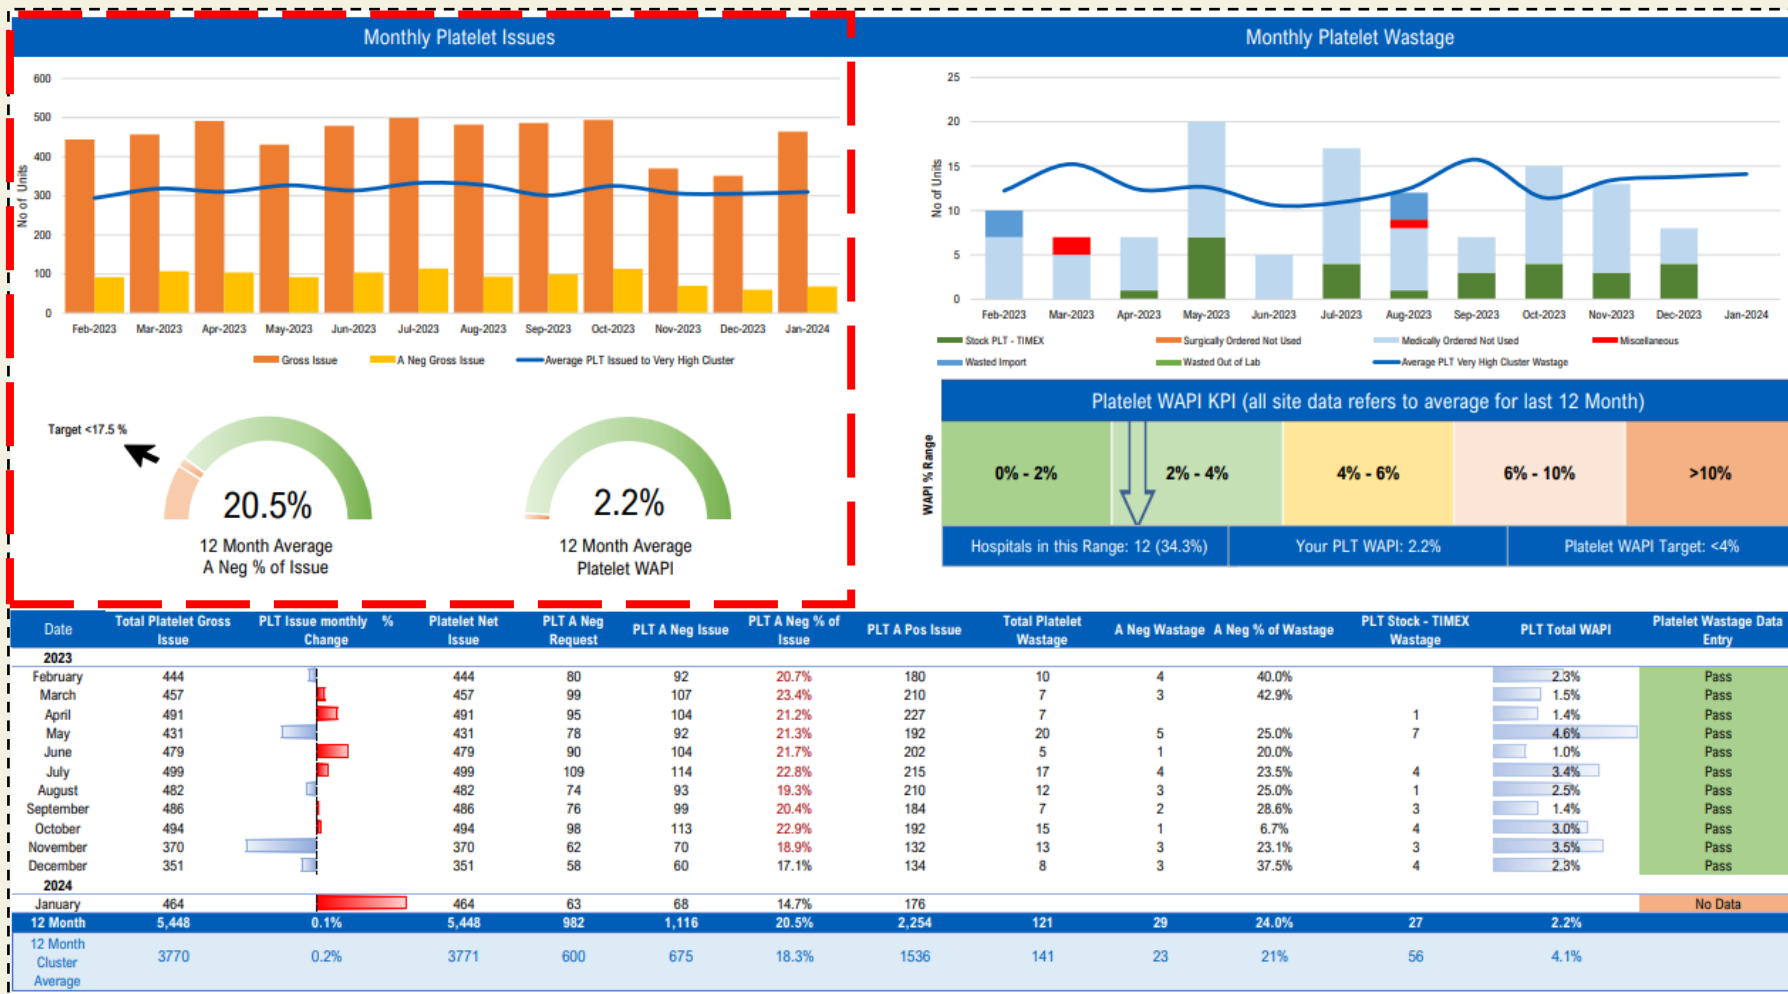 Monthly Platelet Issues
600
500
400
300
200
100
0
No of Units
Feb-2023 Mar-2023 Apr-2023 May-2023 Jun-2023 Jul-2023 Aug-2023 Sep-2023 Oct-2023 Nov-2023 Dec-2023 Jan-2024
Gross Issue A Neg Gross Issue Average PLT Issued to Very High Cluster
Target <17.5 %
20.5%
12 Month Average
A Neg % of Issue
2.2%
12 Month Average
Platelet WAPI
Monthly Platelet Wastage
25
20
15
10
5
0
No of Units
Feb-2023 Mar-2023 Apr-2023 May-2023 Jun-2023 Jul-2023 Aug-2023 Sep-2023 Oct-2023 Nov-2023 Dec-2023 Jan-2024
Stock PLT - TIMEX Surgically Ordered Not Used Medically Ordered Not Used Miscellaneous
Wasted Import Wasted Out of Lab Average PLT Very High Cluster Wastage
Platelet WAPI KPI (all site data refers to average for last 12 Month)
WAPI % Range
0% - 2% 2% - 4% 4% - 6% 6% - 10% >10%
Hospitals in this Range: 12 (34.3%) Your PLT WAPI: 2.2% Platelet WAPI Target: <4%
Date Total Platelet Gross Issue PLT Issue monthly % Change Platelet Net Issue PLT A Neg Request PLT A Neg Issue PLT A Neg % of Issue PLT A Pos Issue Total Platelet Wastage A Neg Wastage A Neg % of Wastage PLT Stock - TIMEX Wastage PLT Total WAPI Platelet Wastage Data Entry
2023
February 444 444 80 92 20.7% 180 10 4 40.0% 2.3% Pass
March 457 457 99 107 23.4% 210 7 3 42.9% 1.5% Pass
April 491 491 95 104 21.2% 227 7 1 1.4% Pass
May 431 431 78 92 21.3% 192 20 5 25.0% 7 4.6% Pass
June 479 479 90 104 21.7% 202 5 1 20.0% 1.0% Pass
July 499 499 109 114 22.8% 215 17 4 23.5% 4 3.4% Pass
August 482 482 74 93 19.3% 210 12 3 25.0% 1 2.5% Pass
September 486 486 76 99 20.4% 184 7 2 28.6% 3 1.4% Pass
October 494 494 98 113 22.9% 192 15 1 6.7% 4 3.0% Pass
November 370 370 62 70 18.9% 132 13 3 23.1% 3 3.5% Pass
December 351 351 58 60 17.1% 134 8 3 37.5% 4 2.3% Pass
2024
January 464 464 63 68 14.7% 176 No Data
12 Month 5,448 0.1% 5,448 982 1,116 20.5% 2,254 121 29 24.0% 27 2.2%
12 Month Cluster Average 3770 0.2% 3771 600 675 18.3% 1536 141 23 21% 56 4.1%